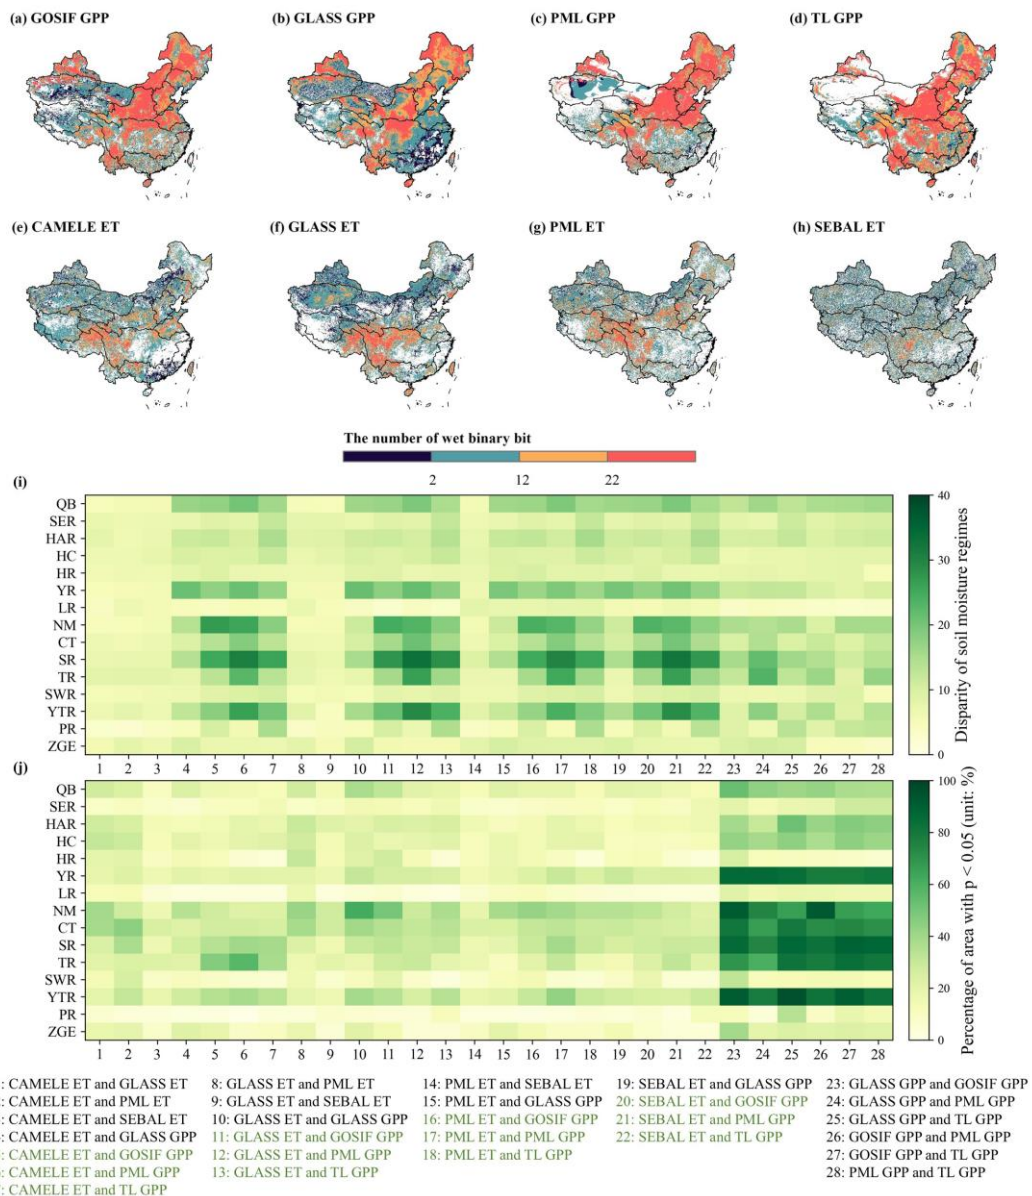 (a) GOSIF GPP
(b) GLASS GPP
(c) PML GPP
(d) TL GPP
(e) CAMELE ET
(f) GLASS ET
(g) PML ET
(h) SEBAL ET
The number of wet binary bit
2 12 22
(i)
QB
SER
HAR
HC
HR
YR
LR
NM
CT
SR
TR
SWR
YTR
PR
ZGE
1 2 3 4 5 6 7 8 9 10 11 12 13 14 15 16 17 18 19 20 21 22 23 24 25 26 27 28
40
30
20
10
0
Disparity of soil moisture regimes
(j)
QB
SER
HAR
HC
HR
YR
LR
NM
CT
SR
TR
SWR
YTR
PR
ZGE
1 2 3 4 5 6 7 8 9 10 11 12 13 14 15 16 17 18 19 20 21 22 23 24 25 26 27 28
100
80
60
40
20
0
Percentage of area with p < 0.05 (unit: %)
: CAMELE ET and GLASS ET
: CAMELE ET and PML ET
: CAMELE ET and SEBAL ET
: CAMELE ET and GLASS GPP
: CAMELE ET and GOSIF GPP
: CAMELE ET and PML GPP
: CAMELE ET and TL GPP
8: GLASS ET and PML ET
9: GLASS ET and SEBAL ET
10: GLASS ET and GLASS GPP
11: GLASS ET and GOSIF GPP
12: GLASS ET and PML GPP
13: GLASS ET and TL GPP
14: PML ET and SEBAL ET
15: PML ET and GLASS GPP
16: PML ET and GOSIF GPP
17: PML ET and PML GPP
18: PML ET and TL GPP
19: SEBAL ET and GLASS GPP
20: SEBAL ET and GOSIF GPP
21: SEBAL ET and PML GPP
22: SEBAL ET and TL GPP
23: GLASS GPP and GOSIF GPP
24: GLASS GPP and PML GPP
25: GLASS GPP and TL GPP
26: GOSIF GPP and PML GPP
27: GOSIF GPP and TL GPP
28: PML GPP and TL GPP